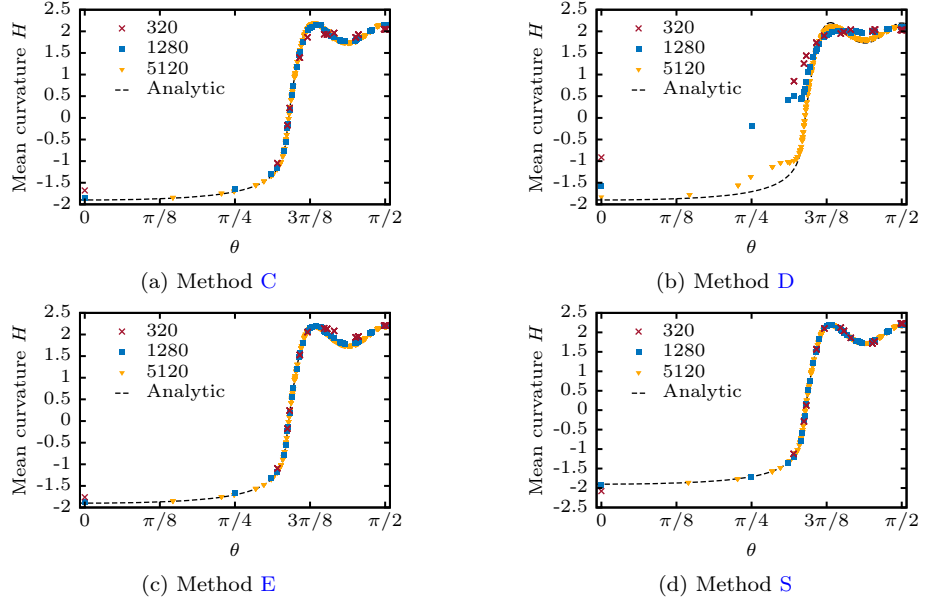 2.5
2
1.5
1
0.5
0
-0.5
-1
-1.5
-2
Mean curvature H
320
1280
5120
Analytic
0 π/8 π/4 3π/8 π/2
θ
(a) Method C
2.5
2
1.5
1
0.5
0
-0.5
-1
-1.5
-2
Mean curvature H
320
1280
5120
Analytic
0 π/8 π/4 3π/8 π/2
θ
(b) Method D
2.5
2
1.5
1
0.5
0
-0.5
-1
-1.5
-2
Mean curvature H
320
1280
5120
Analytic
0 π/8 π/4 3π/8 π/2
θ
(c) Method E
2.5
2
1.5
1
0.5
0
-0.5
-1
-1.5
-2
-2.5
Mean curvature H
320
1280
5120
Analytic
0 π/8 π/4 3π/8 π/2
θ
(d) Method S